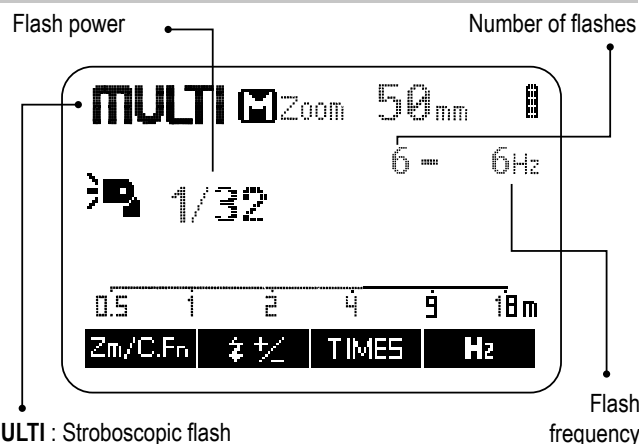 Flash power
Number of flashes
MULTI M Zoom 50mm
6 - 6Hz
1/32
0.5 1 2 4 9 18 m
Zm/C.Fn +/- TIMES Hz
Flash
frequency
ULTI : Stroboscopic flash